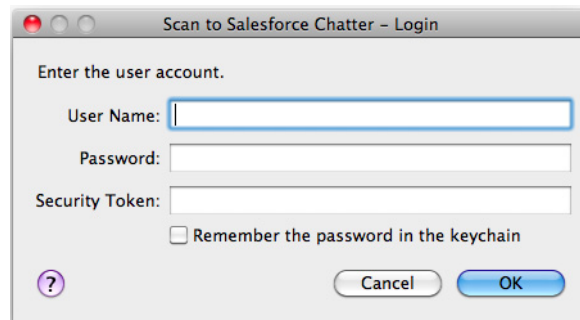 Scan to Salesforce Chatter – Login
Enter the user account.
User Name:
Password:
Security Token:
Remember the password in the keychain
?
Cancel
OK